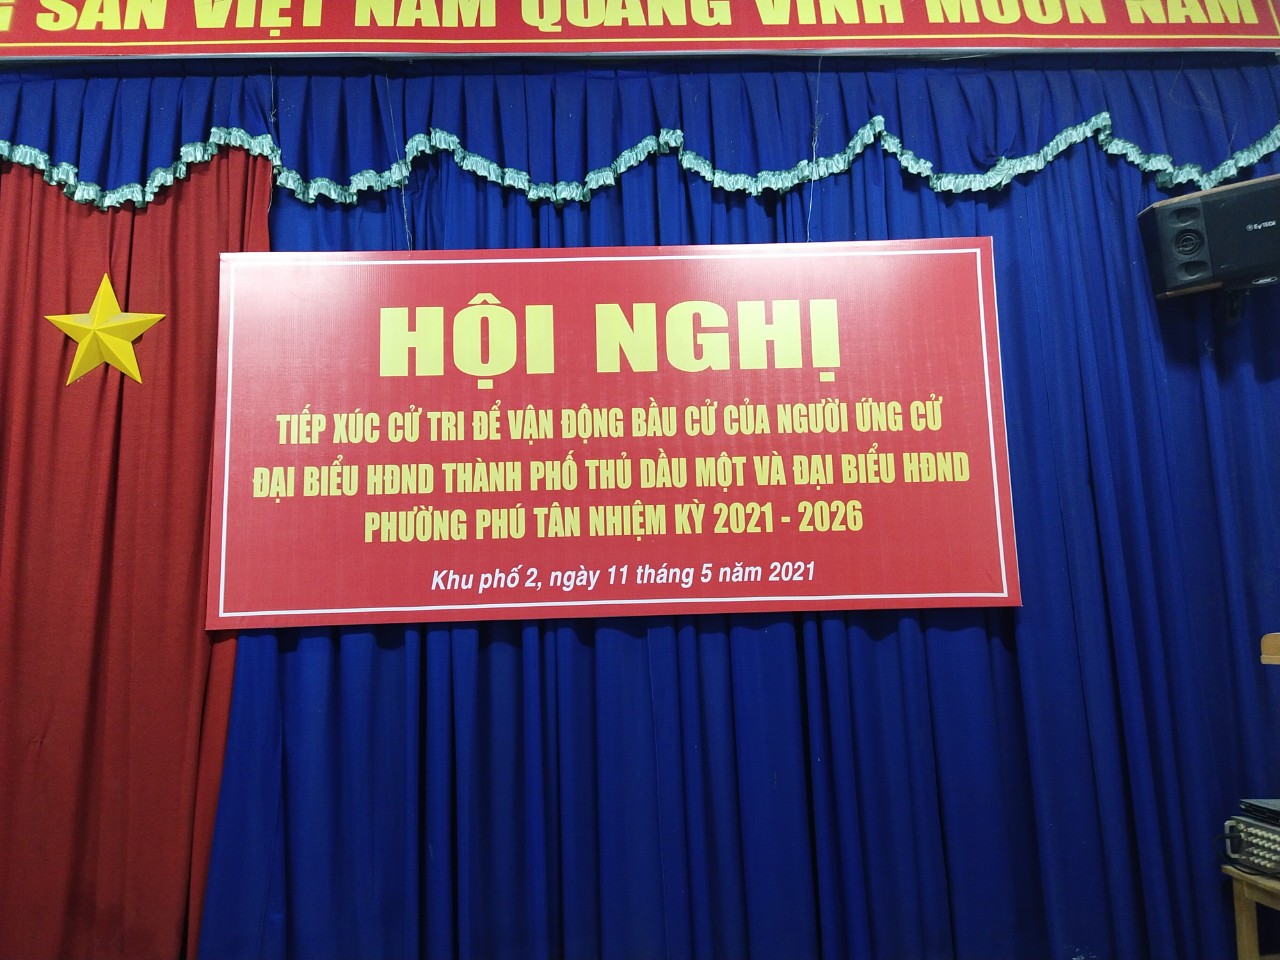 SẢN VIỆT NAM QUANG VINH MUÔN NĂM
HỘI NGHỊ
TIẾP XÚC CỬ TRI ĐỂ VẬN ĐỘNG BẦU CỬ CỦA NGƯỜI ỨNG CỬ
ĐẠI BIỂU HĐND THÀNH PHỐ THỦ DẦU MỘT VÀ ĐẠI BIỂU HĐND
PHƯỜNG PHÚ TÂN NHIỆM KỲ 2021 - 2026
Khu phố 2, ngày 11 tháng 5 năm 2021